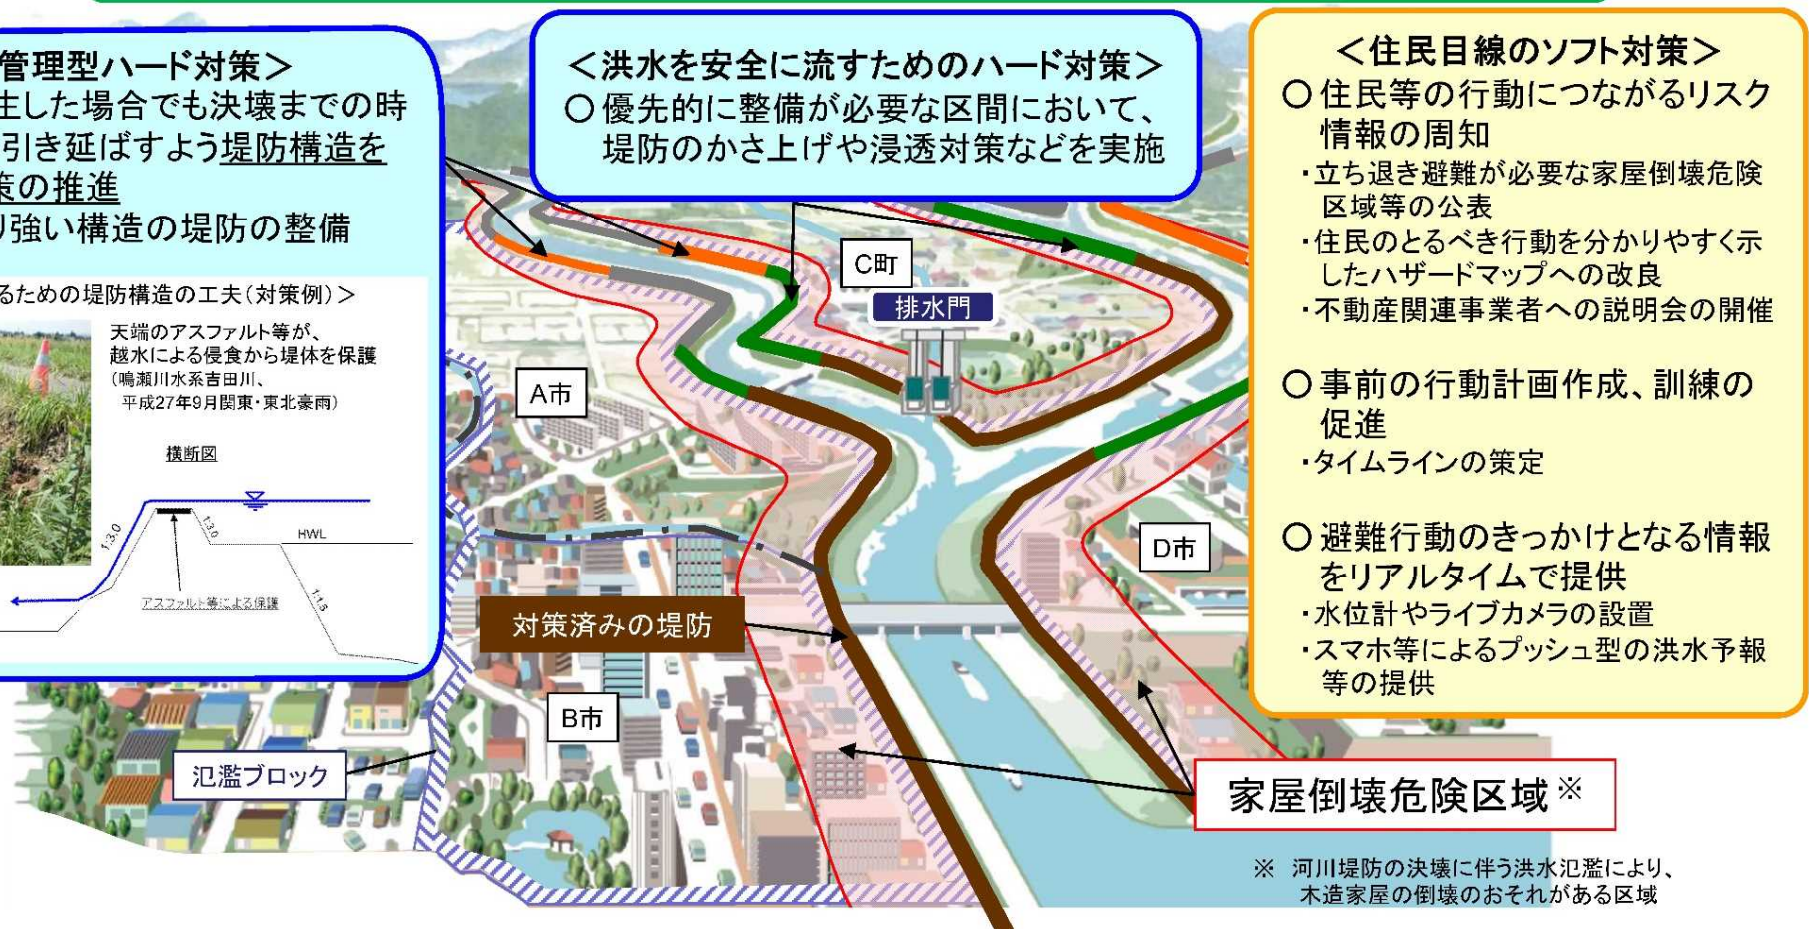 管理型ハード対策＞
生した場合でも決壊までの時
引き延ばすよう堤防構造を
策の推進
り強い構造の堤防の整備
るための堤防構造の工夫(対策例)＞
天端のアスファルト等が、
越水による侵食から堤体を保護
(鳴瀬川水系吉田川、
平成27年9月関東・東北豪雨)
横断図
1:3.0
1:3.0
HWL
1:1.5
アスファルト等による保護
＜洪水を安全に流すためのハード対策＞
○優先的に整備が必要な区間において、
堤防のかさ上げや浸透対策などを実施
C町
排水門
A市
D市
対策済みの堤防
B市
氾濫ブロック
＜住民目線のソフト対策＞
○住民等の行動につながるリスク
情報の周知
・立ち退き避難が必要な家屋倒壊危険
区域等の公表
・住民のとるべき行動を分かりやすく示
したハザードマップへの改良
・不動産関連事業者への説明会の開催
○事前の行動計画作成、訓練の
促進
・タイムラインの策定
○避難行動のきっかけとなる情報
をリアルタイムで提供
・水位計やライブカメラの設置
・スマホ等によるプッシュ型の洪水予報
等の提供
家屋倒壊危険区域※
※ 河川堤防の決壊に伴う洪水氾濫により、
木造家屋の倒壊のおそれがある区域